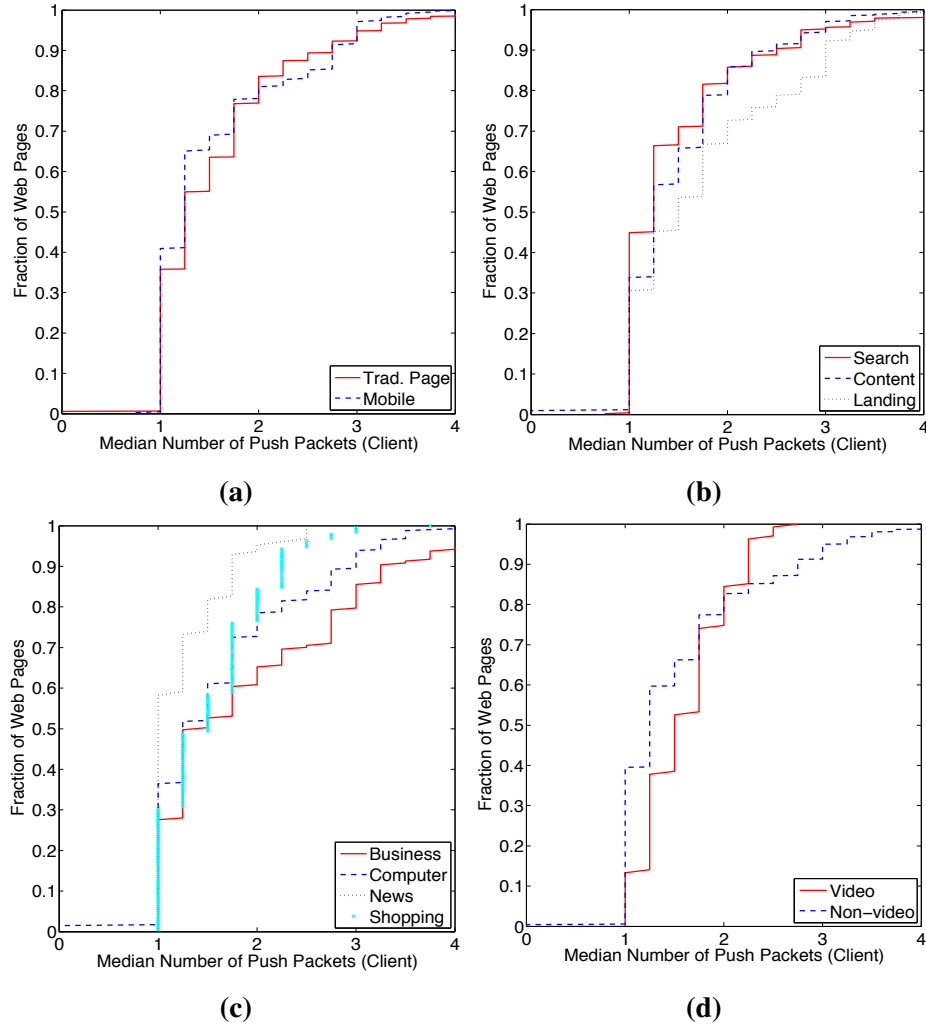 1
0.9
0.8
0.7
0.6
0.5
0.4
0.3
0.2
0.1
0
Fraction of Web Pages
Trad. Page
Mobile
0 1 2 3 4
Median Number of Push Packets (Client)
(a)
1
0.9
0.8
0.7
0.6
0.5
0.4
0.3
0.2
0.1
0
Fraction of Web Pages
Search
Content
Landing
0 1 2 3 4
Median Number of Push Packets (Client)
(b)
1
0.9
0.8
0.7
0.6
0.5
0.4
0.3
0.2
0.1
0
Fraction of Web Pages
Business
Computer
News
Shopping
0 1 2 3 4
Median Number of Push Packets (Client)
(c)
1
0.9
0.8
0.7
0.6
0.5
0.4
0.3
0.2
0.1
0
Fraction of Web Pages
Video
Non-video
0 1 2 3 4
Median Number of Push Packets (Client)
(d)